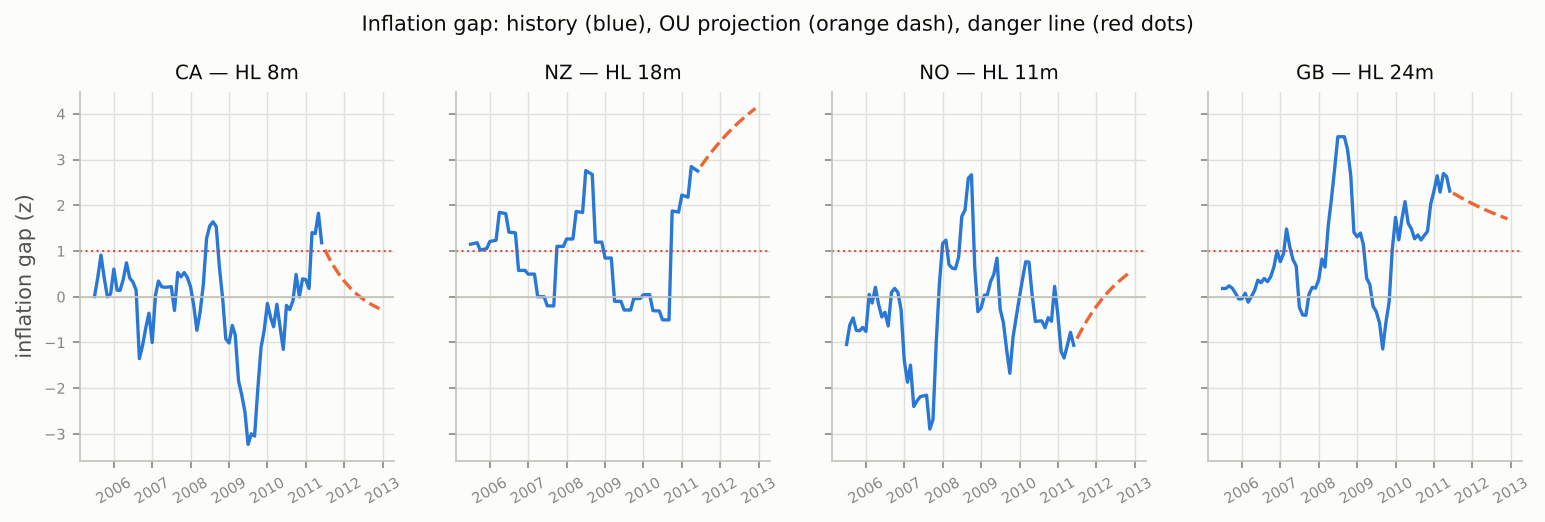 Inflation gap: history (blue), OU projection (orange dash), danger line (red dots)
CA — HL 8m
NZ — HL 18m
NO — HL 11m
GB — HL 24m
inflation gap (z)
4
3
2
1
0
−1
−2
−3
2006 2007 2008 2009 2010 2011 2012 2013
2006 2007 2008 2009 2010 2011 2012 2013
2006 2007 2008 2009 2010 2011 2012 2013
2006 2007 2008 2009 2010 2011 2012 2013